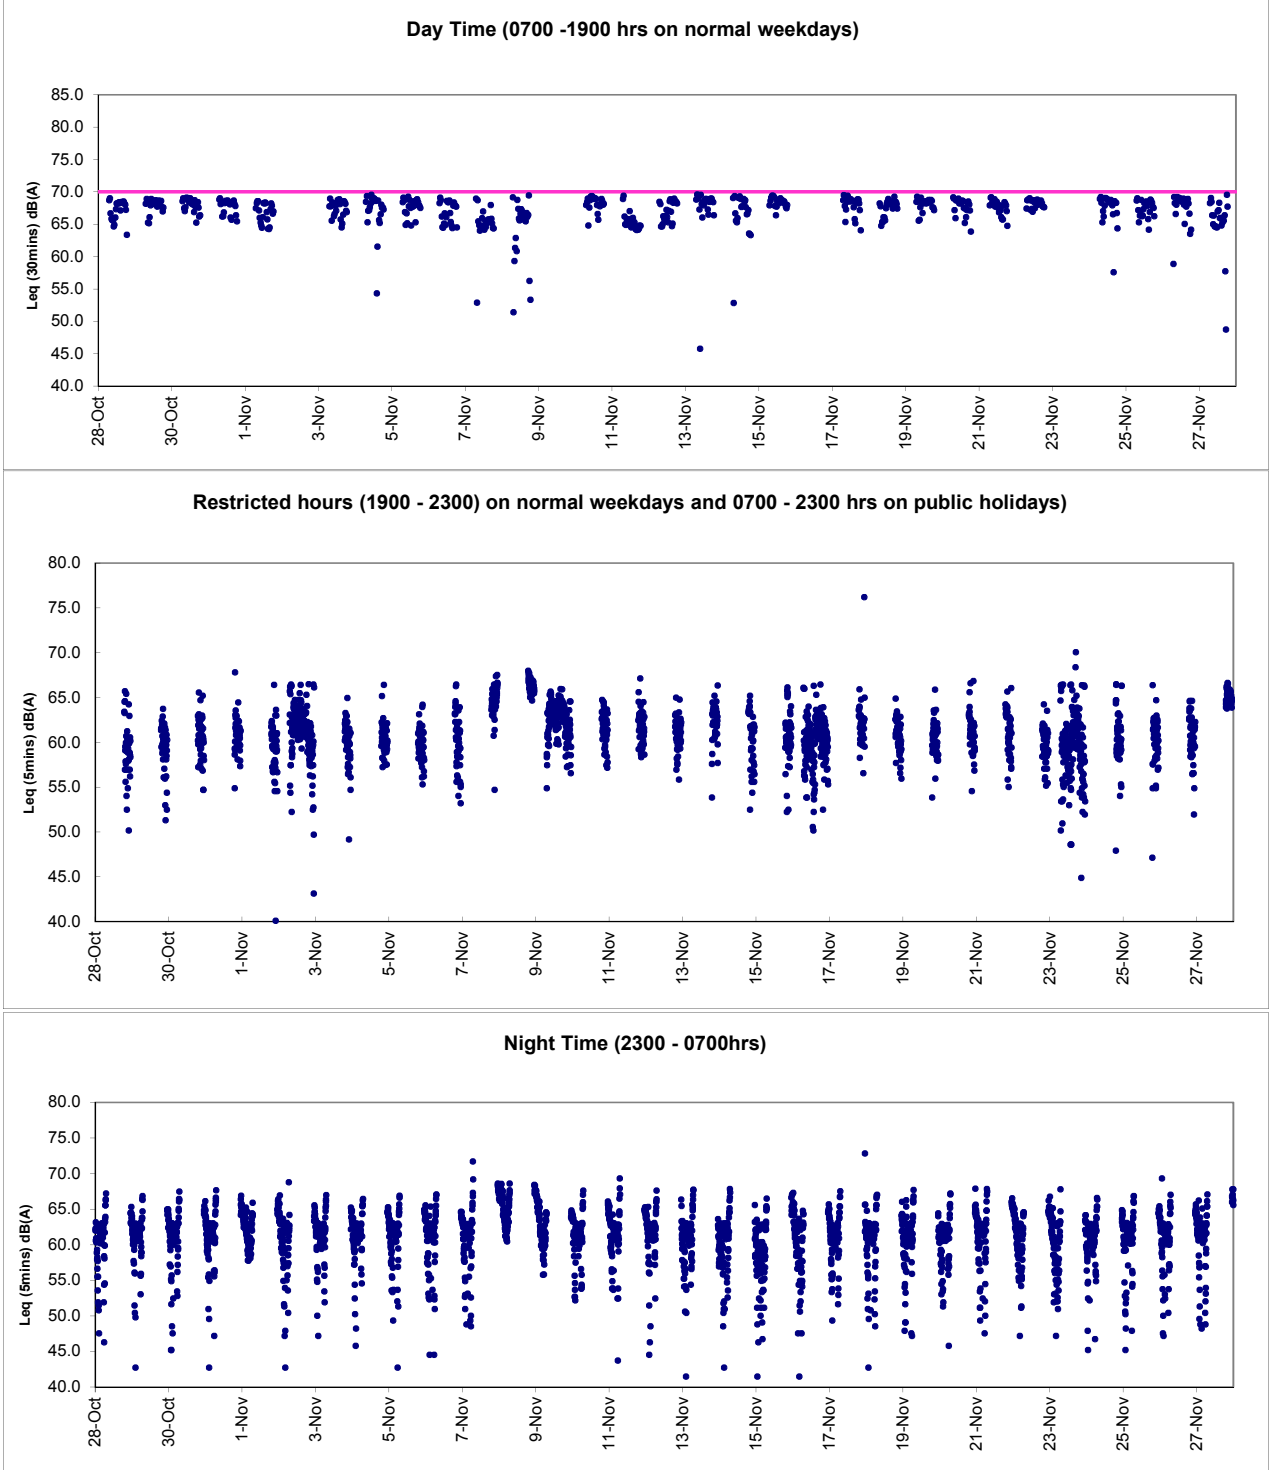 Day Time (0700 -1900 hrs on normal weekdays)
Leq (30mins) dB(A)
85.0
80.0
75.0
70.0
65.0
60.0
55.0
50.0
45.0
40.0
28-Oct
30-Oct
1-Nov
3-Nov
5-Nov
7-Nov
9-Nov
11-Nov
13-Nov
15-Nov
17-Nov
19-Nov
21-Nov
23-Nov
25-Nov
27-Nov
Restricted hours (1900 - 2300) on normal weekdays and 0700 - 2300 hrs on public holidays)
Leq (5mins) dB(A)
80.0
75.0
70.0
65.0
60.0
55.0
50.0
45.0
40.0
28-Oct
30-Oct
1-Nov
3-Nov
5-Nov
7-Nov
9-Nov
11-Nov
13-Nov
15-Nov
17-Nov
19-Nov
21-Nov
23-Nov
25-Nov
27-Nov
Night Time (2300 - 0700hrs)
Leq (5mins) dB(A)
80.0
75.0
70.0
65.0
60.0
55.0
50.0
45.0
40.0
28-Oct
30-Oct
1-Nov
3-Nov
5-Nov
7-Nov
9-Nov
11-Nov
13-Nov
15-Nov
17-Nov
19-Nov
21-Nov
23-Nov
25-Nov
27-Nov